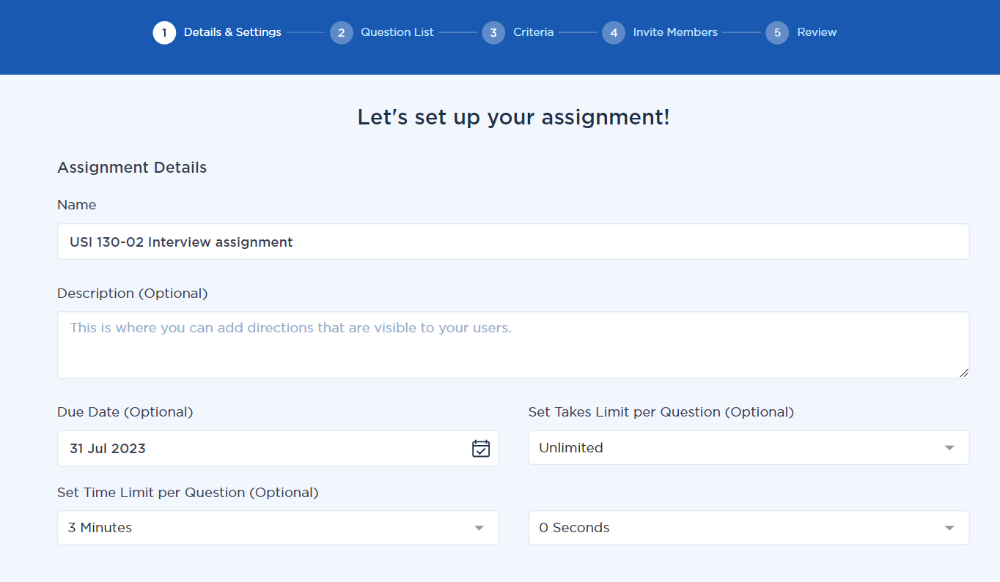 1 Details & Settings 2 Question List 3 Criteria 4 Invite Members 5 Review
Let's set up your assignment!
Assignment Details
Name
USI 130-02 Interview assignment
Description (Optional)
This is where you can add directions that are visible to your users.
Due Date (Optional) Set Takes Limit per Question (Optional)
31 Jul 2023 Unlimited
Set Time Limit per Question (Optional)
3 Minutes 0 Seconds